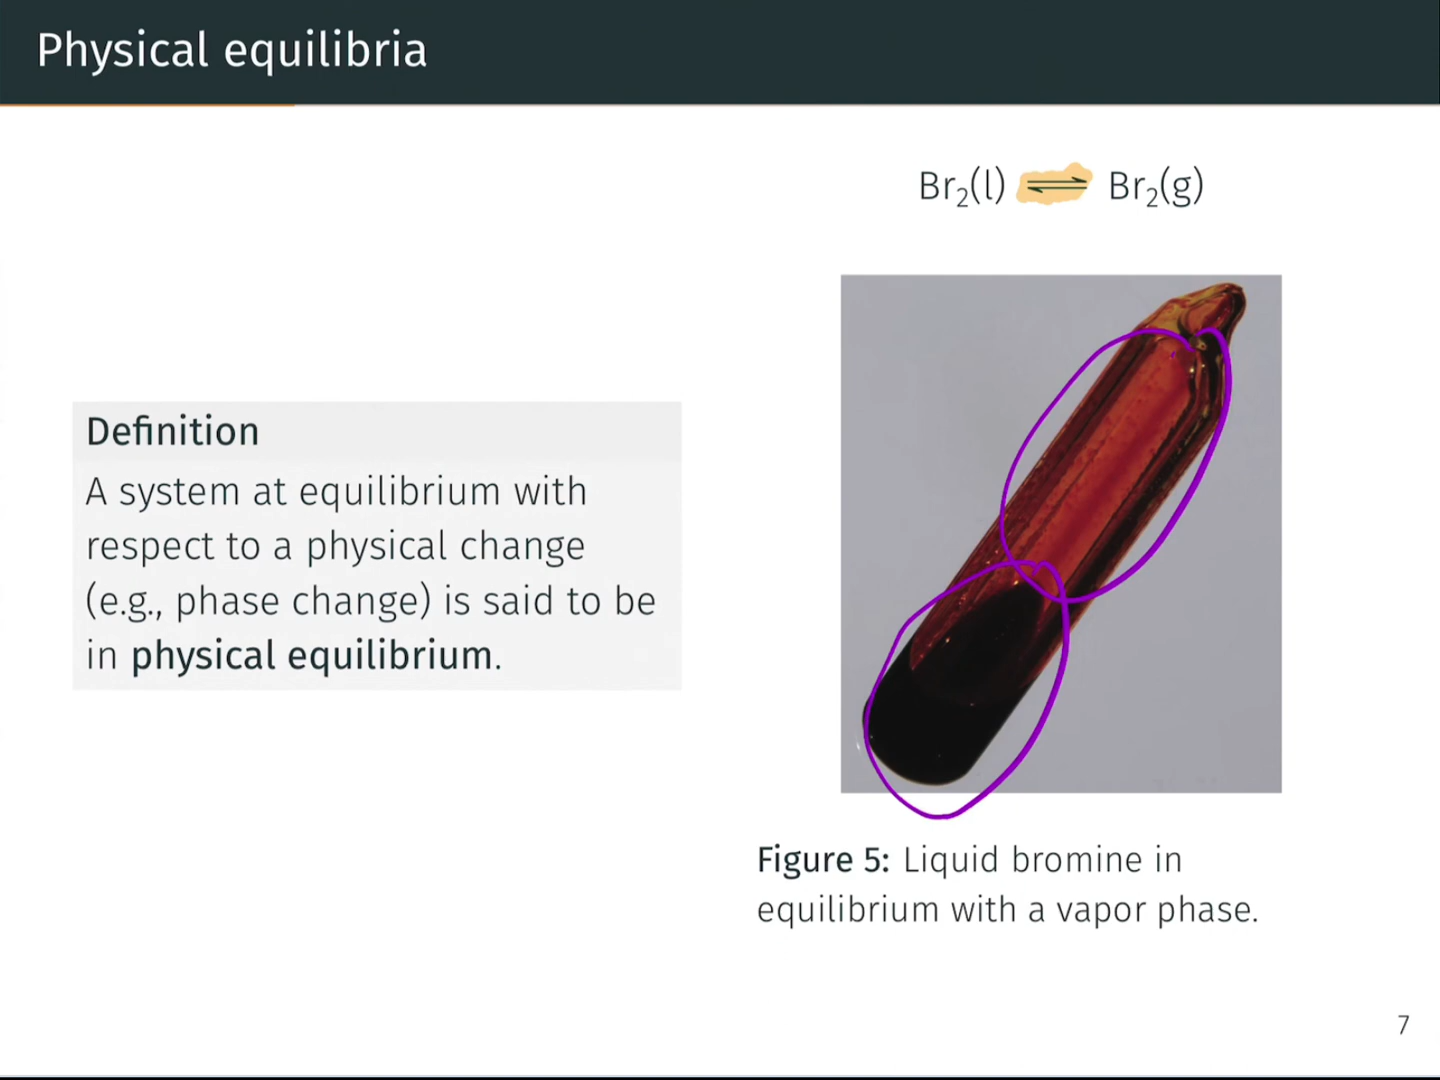 Physical equilibria
Br₂(l) ⇌ Br₂(g)
Definition
A system at equilibrium with
respect to a physical change
(e.g., phase change) is said to be
in physical equilibrium.
Figure 5: Liquid bromine in
equilibrium with a vapor phase.
7